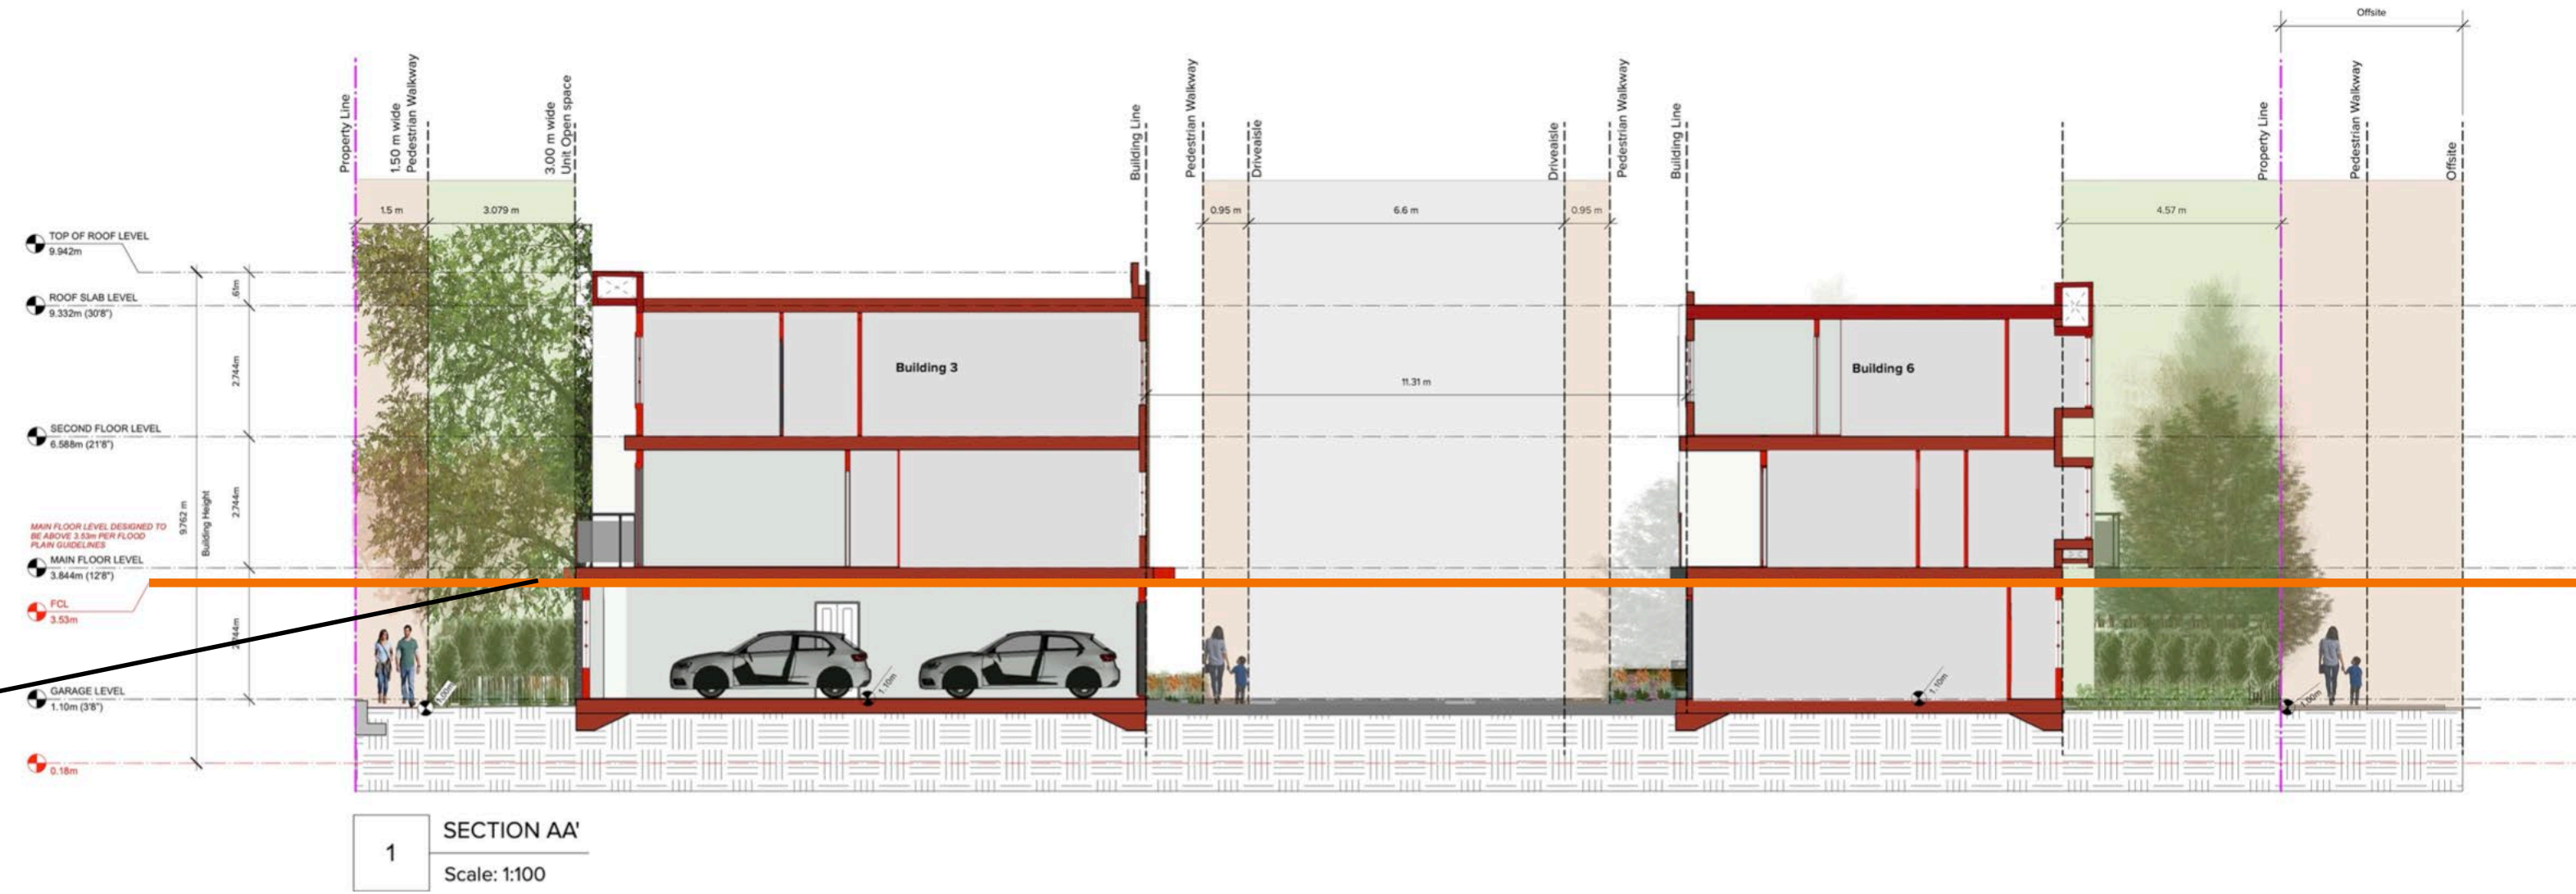 Offsite
Property Line
1.50 m wide
Pedestrian Walkway
3.00 m wide
Unit Open space
Building Line
Pedestrian Walkway
Driveaisle
Driveaisle
Pedestrian Walkway
Building Line
Property Line
Pedestrian Walkway
Offsite
1.5 m
3.079 m
0.95 m
6.6 m
0.95 m
4.57 m
TOP OF ROOF LEVEL
9.942m
.61m
ROOF SLAB LEVEL
9.332m (30'8")
2.744m
Building 3
11.31 m
Building 6
SECOND FLOOR LEVEL
6.588m (21'8")
2.744m
9.762 m
Building Height
MAIN FLOOR LEVEL DESIGNED TO
BE ABOVE 3.53m PER FLOOD
PLAIN GUIDELINES
MAIN FLOOR LEVEL
3.844m (12'8")
FCL
3.53m
2.744m
GARAGE LEVEL
1.10m (3'8")
1.00m
1.10m
1.10m
1.00m
0.18m
1
SECTION AA'
Scale: 1:100